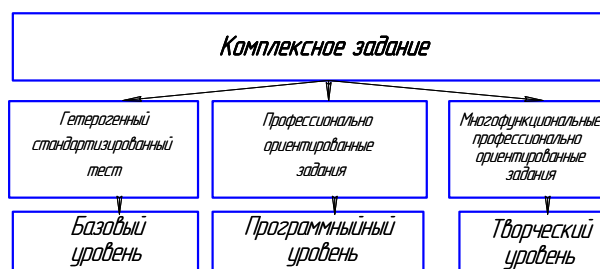 Комплексное задание
Гетерогенный
стандартизированный
тест
Профессионально
ориентированные
задания
Многофункциональные
профессионально
ориентированные
задания
Базовый
уровень
Программныйный
уровень
Творческий
уровень